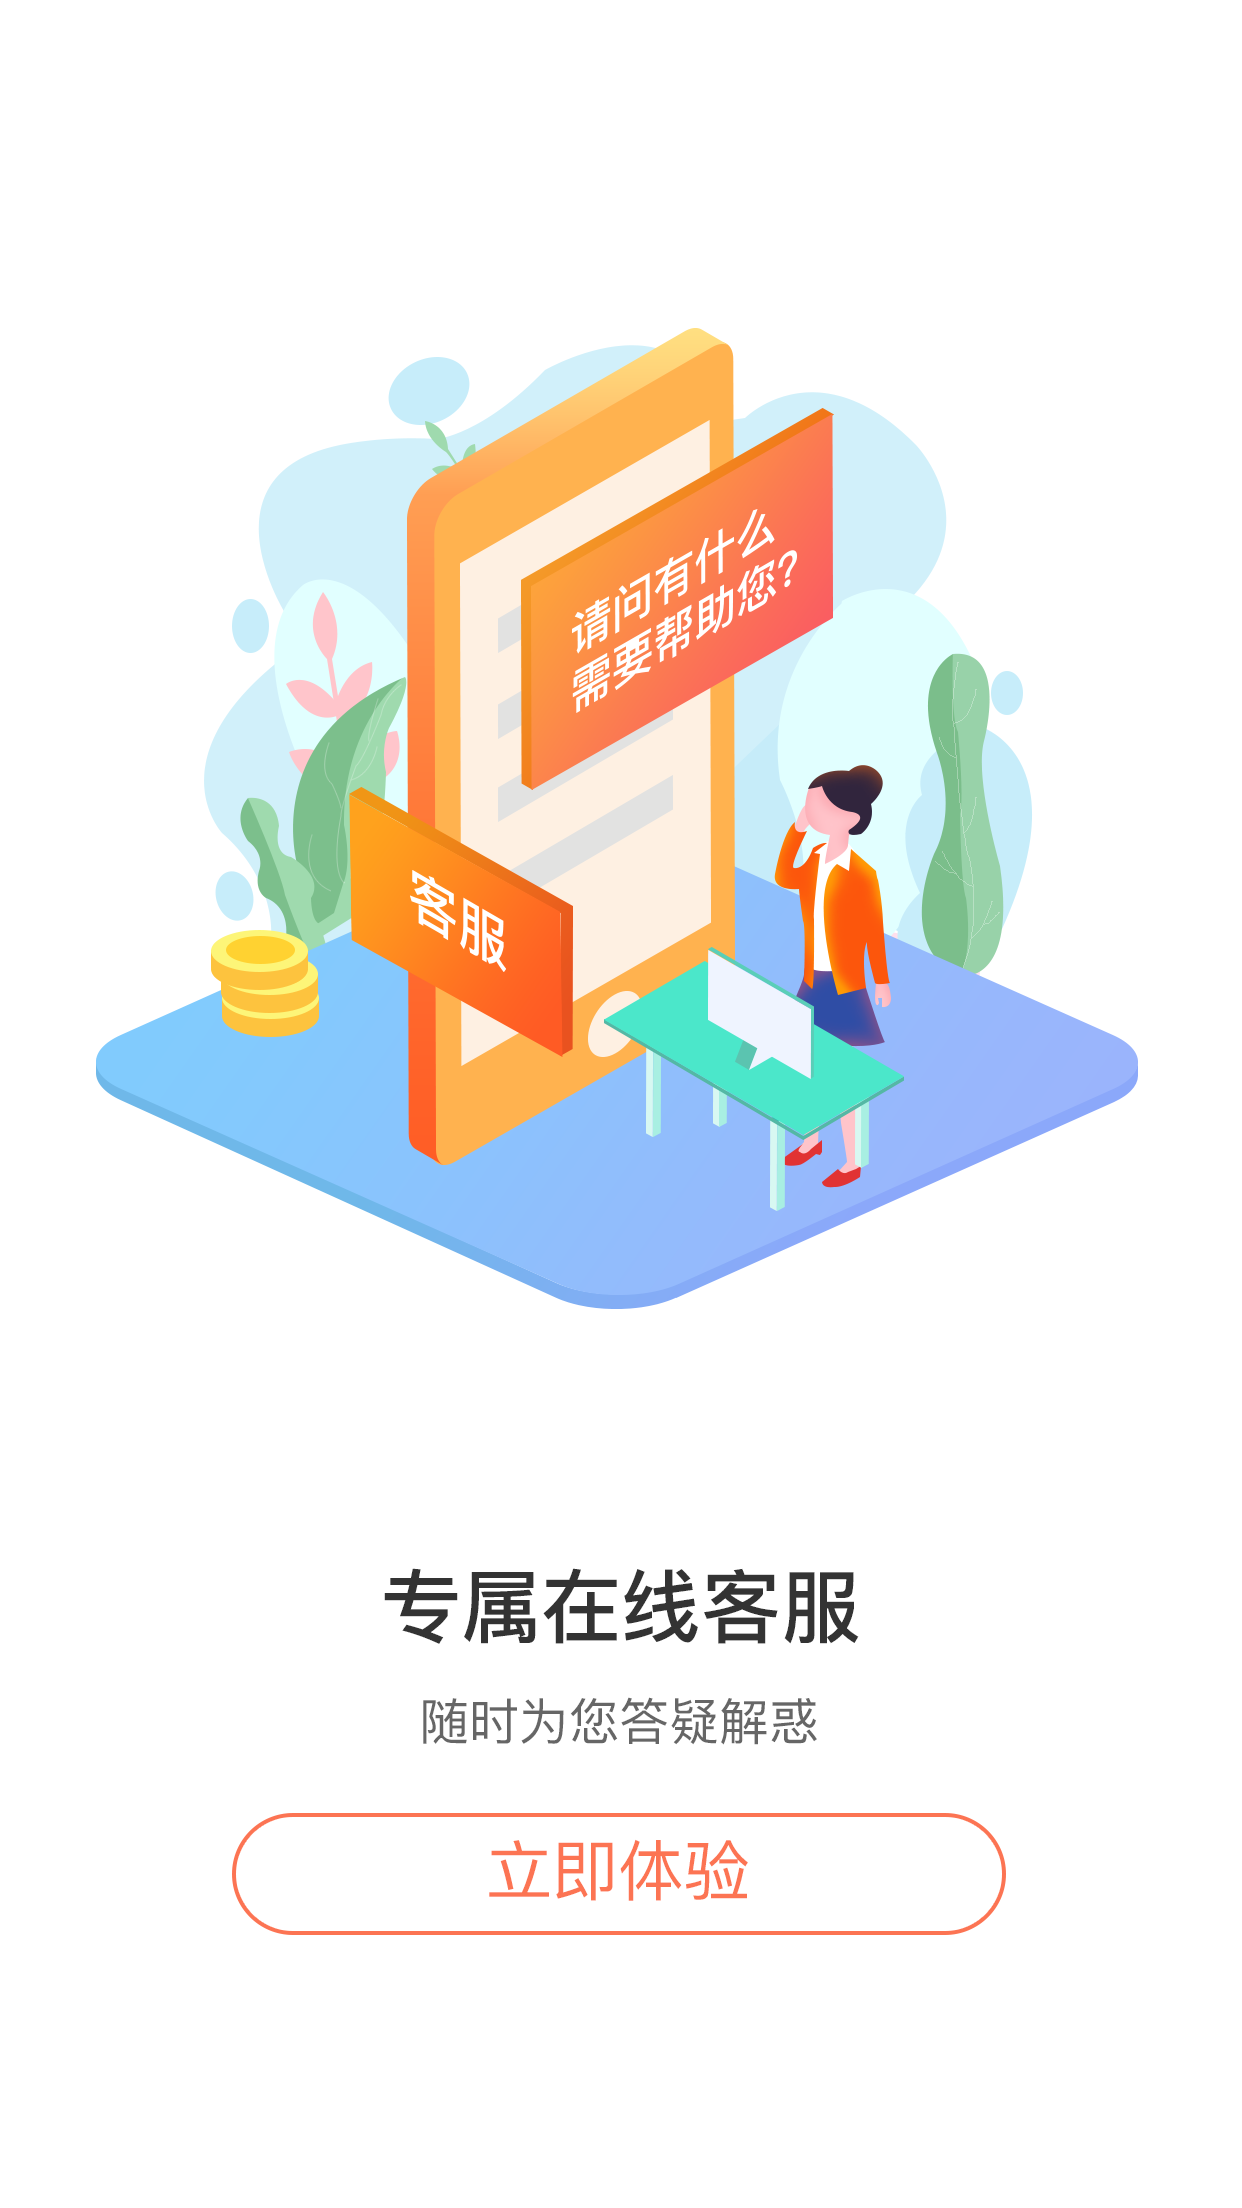 请问有什么
需要帮助您?
客服
专属在线客服
随时为您答疑解惑
立即体验